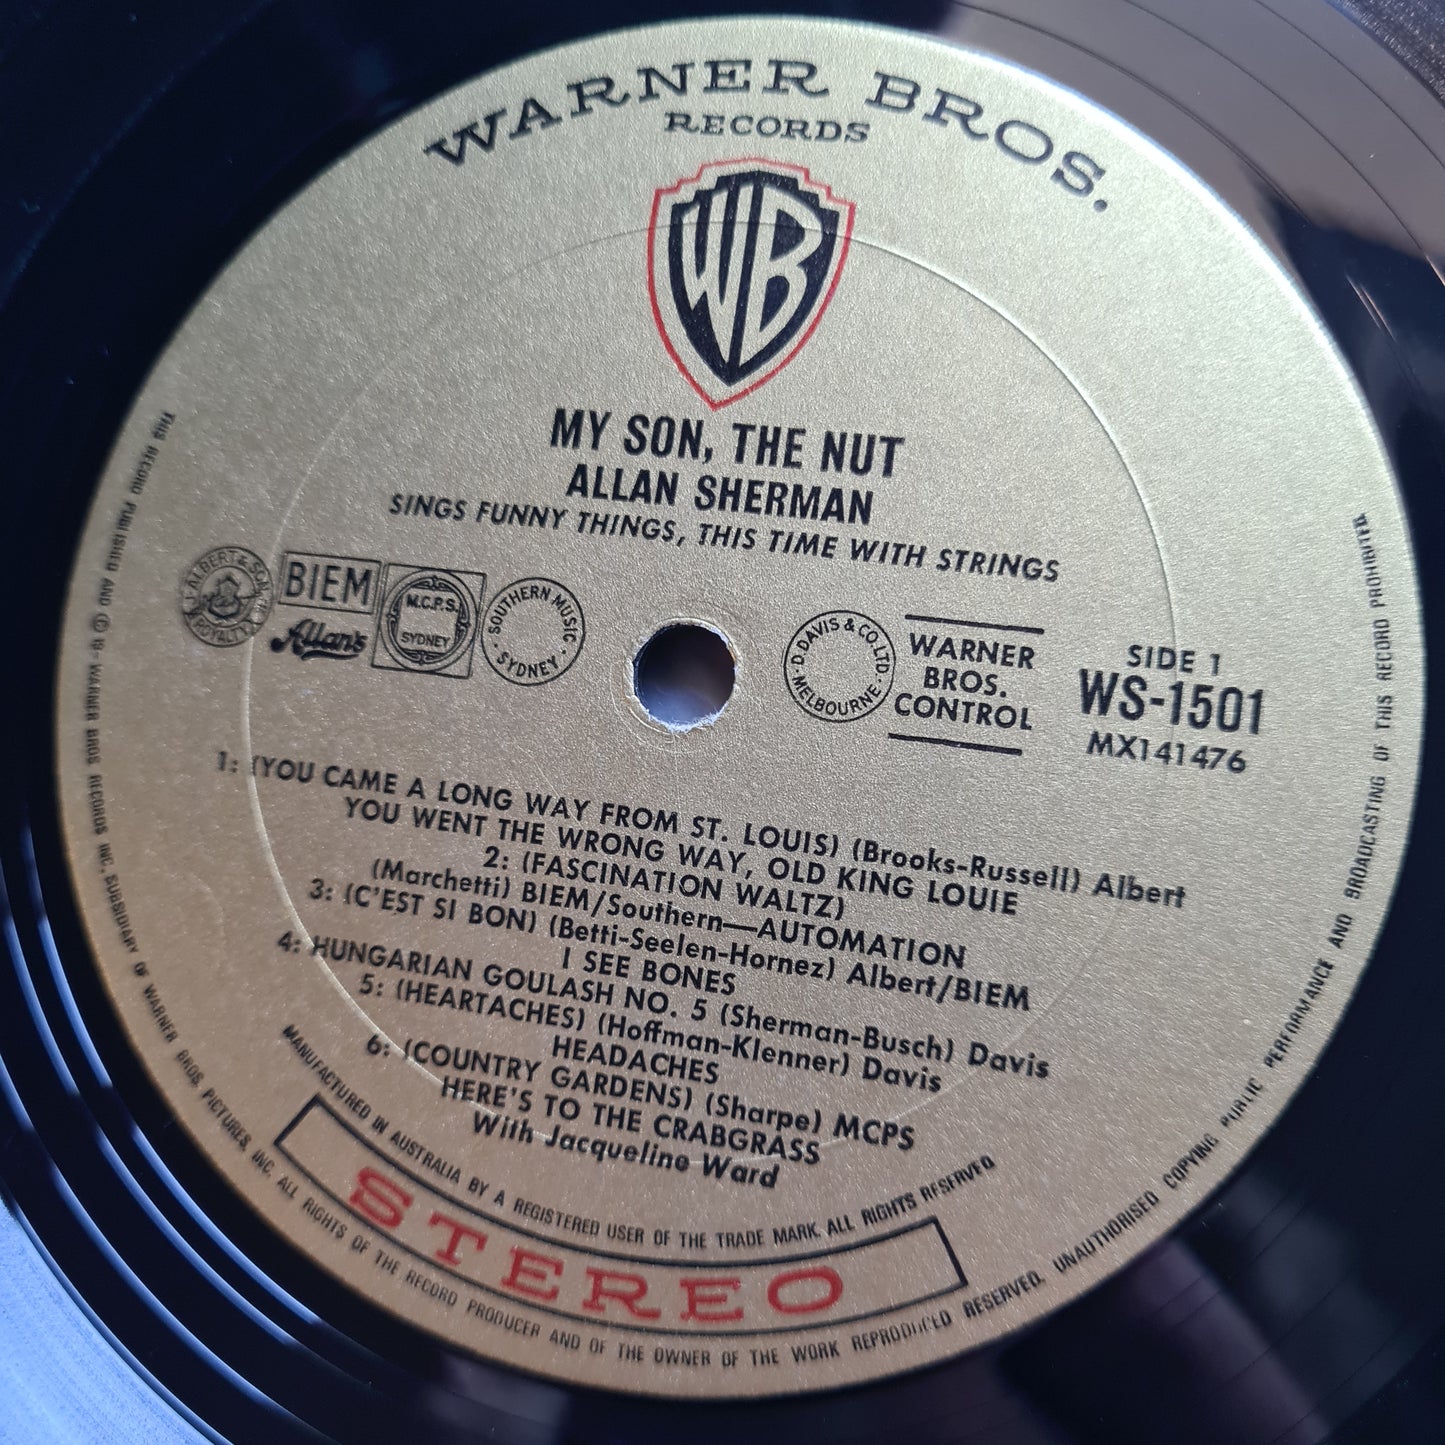 WARNER BROS.
RECORDS
WB
MY SON, THE NUT
ALLAN SHERMAN
SINGS FUNNY THINGS, THIS TIME WITH STRINGS
J. ALBERT & SON
ROYALTY
BIEM
Allan's
M.C.P.S.
SYDNEY
SOUTHERN MUSIC
· SYDNEY ·
D. DAVIS & CO. LTD.
MELBOURNE
WARNER
BROS.
CONTROL
SIDE 1
WS-1501
MX141476
1: (YOU CAME A LONG WAY FROM ST. LOUIS) (Brooks-Russell) Albert
YOU WENT THE WRONG WAY, OLD KING LOUIE
2: (FASCINATION WALTZ)
(Marchetti) BIEM/Southern—AUTOMATION
3: (C'EST SI BON) (Betti-Seelen-Hornez) Albert/BIEM
I SEE BONES
4: HUNGARIAN GOULASH NO. 5 (Sherman-Busch) Davis
5: (HEARTACHES) (Hoffman-Klenner) Davis
HEADACHES
6: (COUNTRY GARDENS) (Sharpe) MCPS
HERE'S TO THE CRABGRASS
With Jacqueline Ward
MANUFACTURED IN AUSTRALIA BY A REGISTERED USER OF THE TRADE MARK. ALL RIGHTS RESERVED
STEREO
THIS RECORD PUBLISHED AND © 19 - WARNER BROS. RECORDS INC. SUBSIDIARY OF WARNER BROS. PICTURES, INC. ALL RIGHTS OF THE RECORD PRODUCER AND OF THE OWNER OF THE WORK REPRODUCED RESERVED. UNAUTHORISED COPYING PUBLIC PERFORMANCE AND BROADCASTING OF THIS RECORD PROHIBITED.